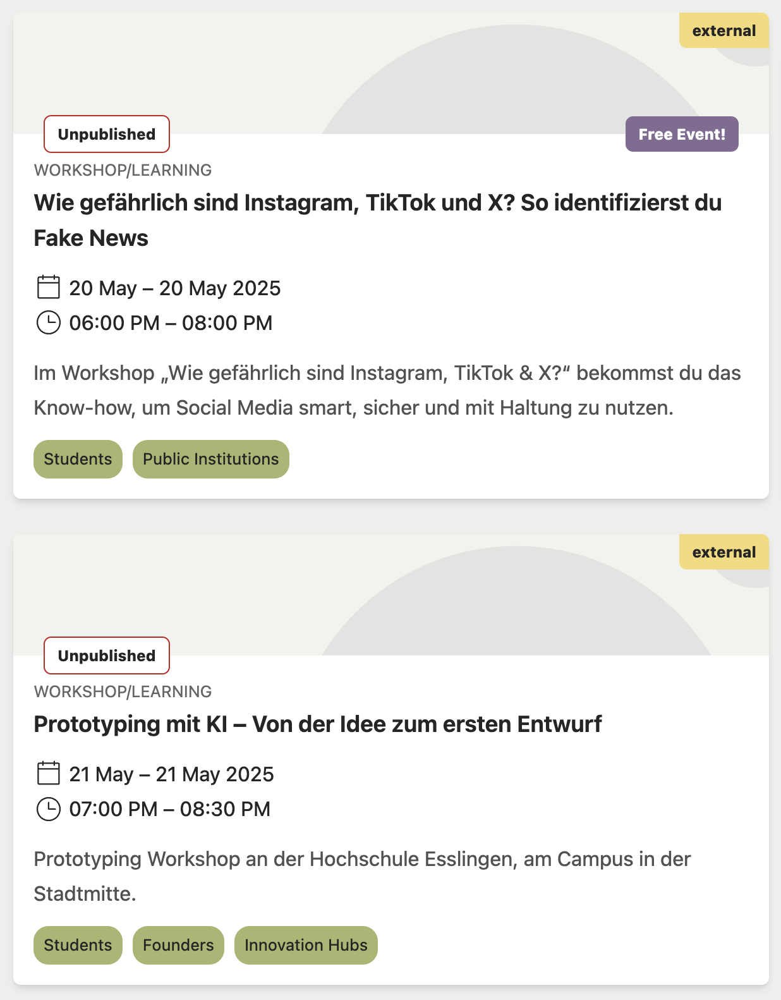 external
Unpublished
Free Event!
WORKSHOP/LEARNING
Wie gefährlich sind Instagram, TikTok und X? So identifizierst du
Fake News
20 May – 20 May 2025
06:00 PM – 08:00 PM
Im Workshop „Wie gefährlich sind Instagram, TikTok & X?“ bekommst du das
Know-how, um Social Media smart, sicher und mit Haltung zu nutzen.
Students
Public Institutions
external
Unpublished
WORKSHOP/LEARNING
Prototyping mit KI – Von der Idee zum ersten Entwurf
21 May – 21 May 2025
07:00 PM – 08:30 PM
Prototyping Workshop an der Hochschule Esslingen, am Campus in der
Stadtmitte.
Students
Founders
Innovation Hubs